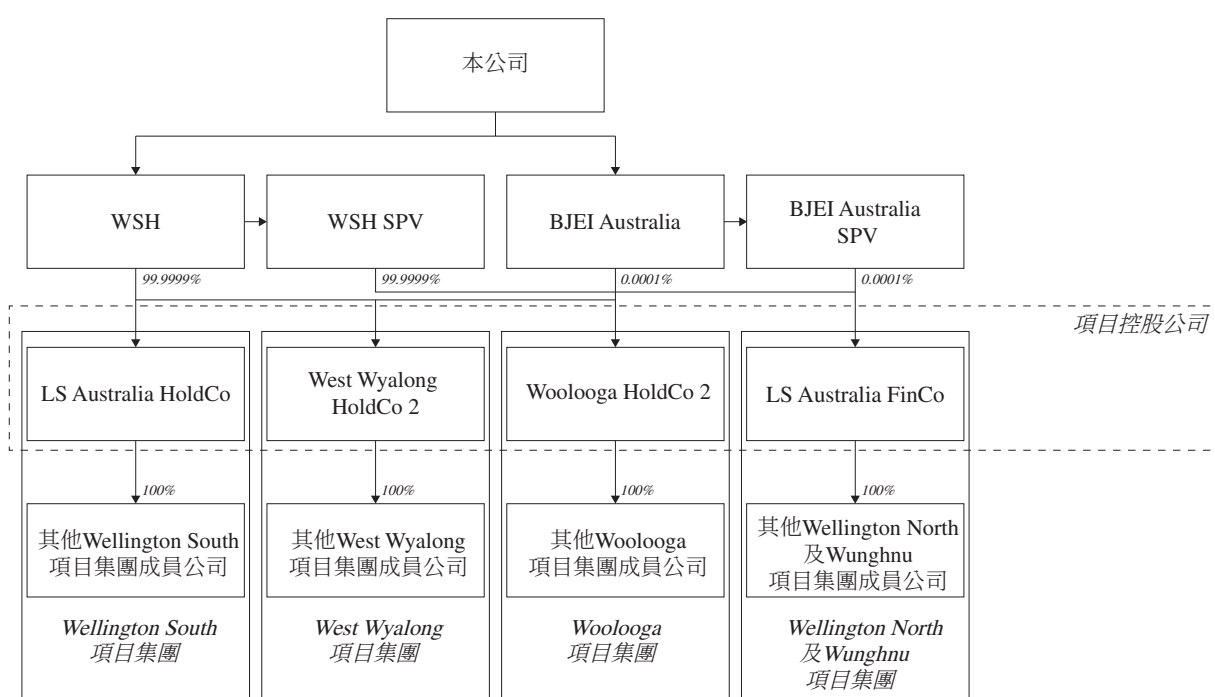 本公司
WSH
WSH SPV
BJEI Australia
BJEI Australia
SPV
99.9999%
99.9999%
0.0001%
0.0001%
項目控股公司
LS Australia HoldCo
West Wyalong
HoldCo 2
Woolooga HoldCo 2
LS Australia FinCo
100%
100%
100%
100%
其他Wellington South
項目集團成員公司
其他West Wyalong
項目集團成員公司
其他Woolooga
項目集團成員公司
其他Wellington North
及Wunghnu
項目集團成員公司
Wellington South
項目集團
West Wyalong
項目集團
Woolooga
項目集團
Wellington North
及Wunghnu
項目集團